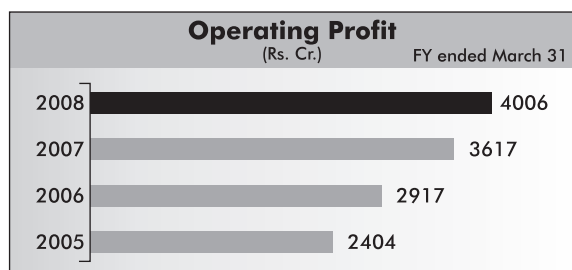 Operating Profit
(Rs. Cr.) FY ended March 31
2008 4006
2007 3617
2006 2917
2005 2404